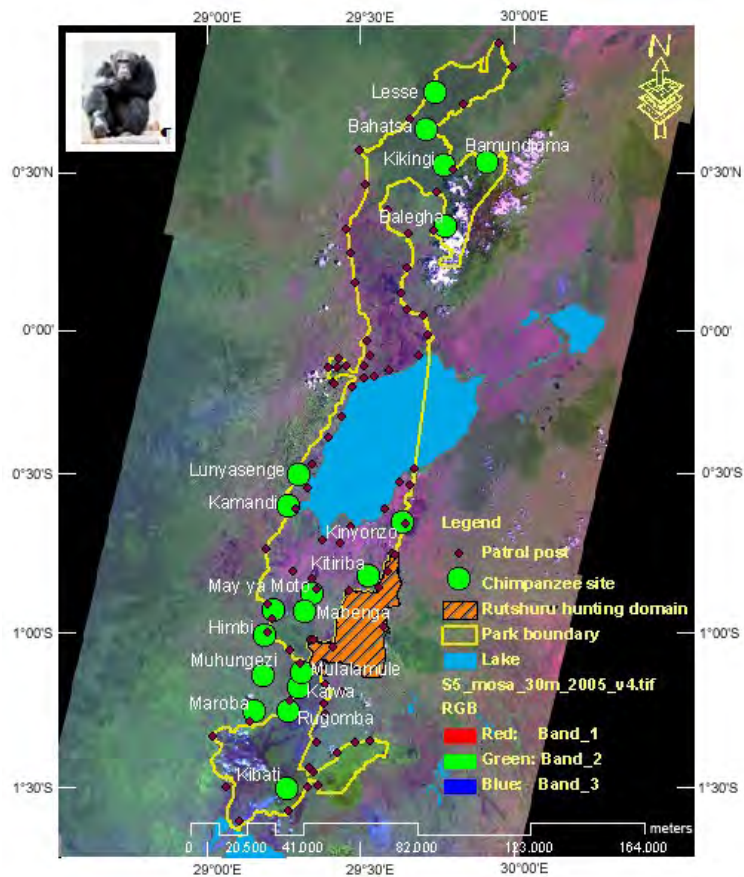 29°00'E 29°30'E 30°00'E
N
Lesse
Bahatsa
Bamundjoma
Kikingi
0°30'N 0°30'N
Balegha
0°00' 0°00'
Lunyasenge
0°30'S 0°30'S
Kamandi
Legend
Kinyonzo
Patrol post
Kitiriba
Chimpanzee site
May ya Moto
Rutshuru hunting domain
Mabenga
Himbi
1°00'S 1°00'S
Park boundary
Muhungezi
Mulalamule
Lake
Katwa
S5_mosa_30m_2005_v4.tif
Maroba
Rugomba
RGB
Red: Band_1
Green: Band_2
Kibati
Blue: Band_3
1°30'S 1°30'S
meters
0 20.500 41.000 82.000 123.000 164.000
29°00'E 29°30'E 30°00'E